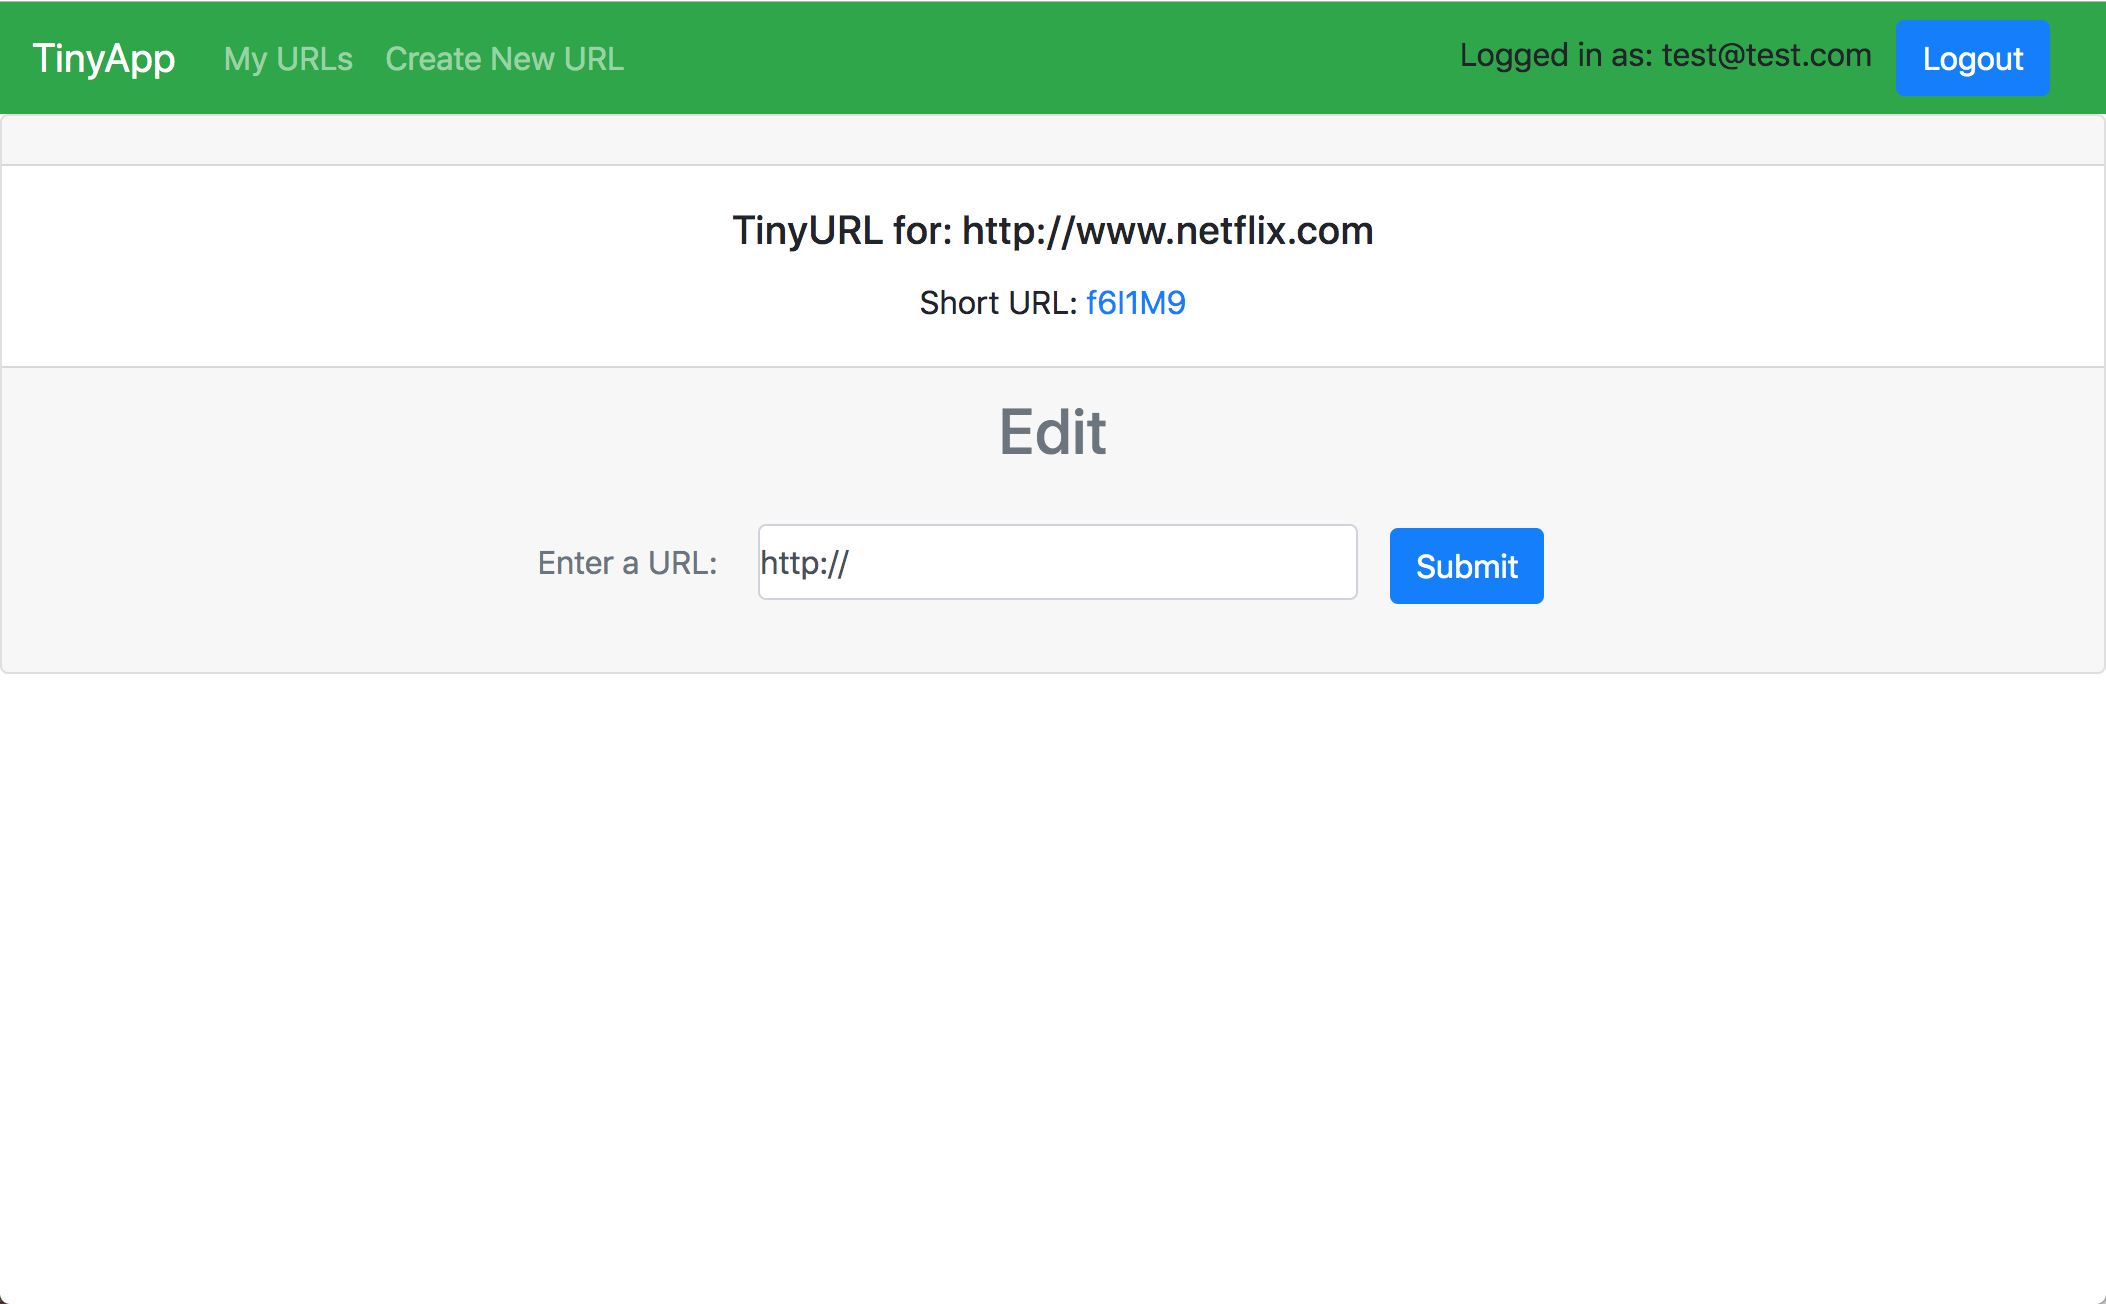 TinyApp My URLs Create New URL Logged in as: test@test.com Logout
TinyURL for: http://www.netflix.com
Short URL: f6l1M9
Edit
Enter a URL: http:// Submit